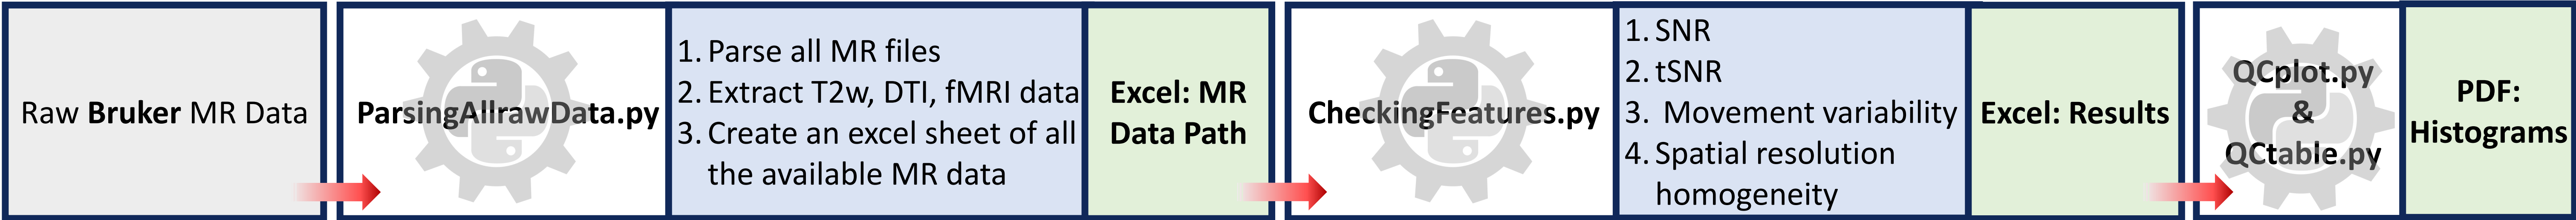 Raw Bruker MR Data
ParsingAllrawData.py
1. Parse all MR files
2. Extract T2w, DTI, fMRI data
3. Create an excel sheet of all
the available MR data
Excel: MR
Data Path
CheckingFeatures.py
1. SNR
2. tSNR
3. Movement variability
4. Spatial resolution
homogeneity
Excel: Results
QCplot.py
&
QCtable.py
PDF:
Histograms